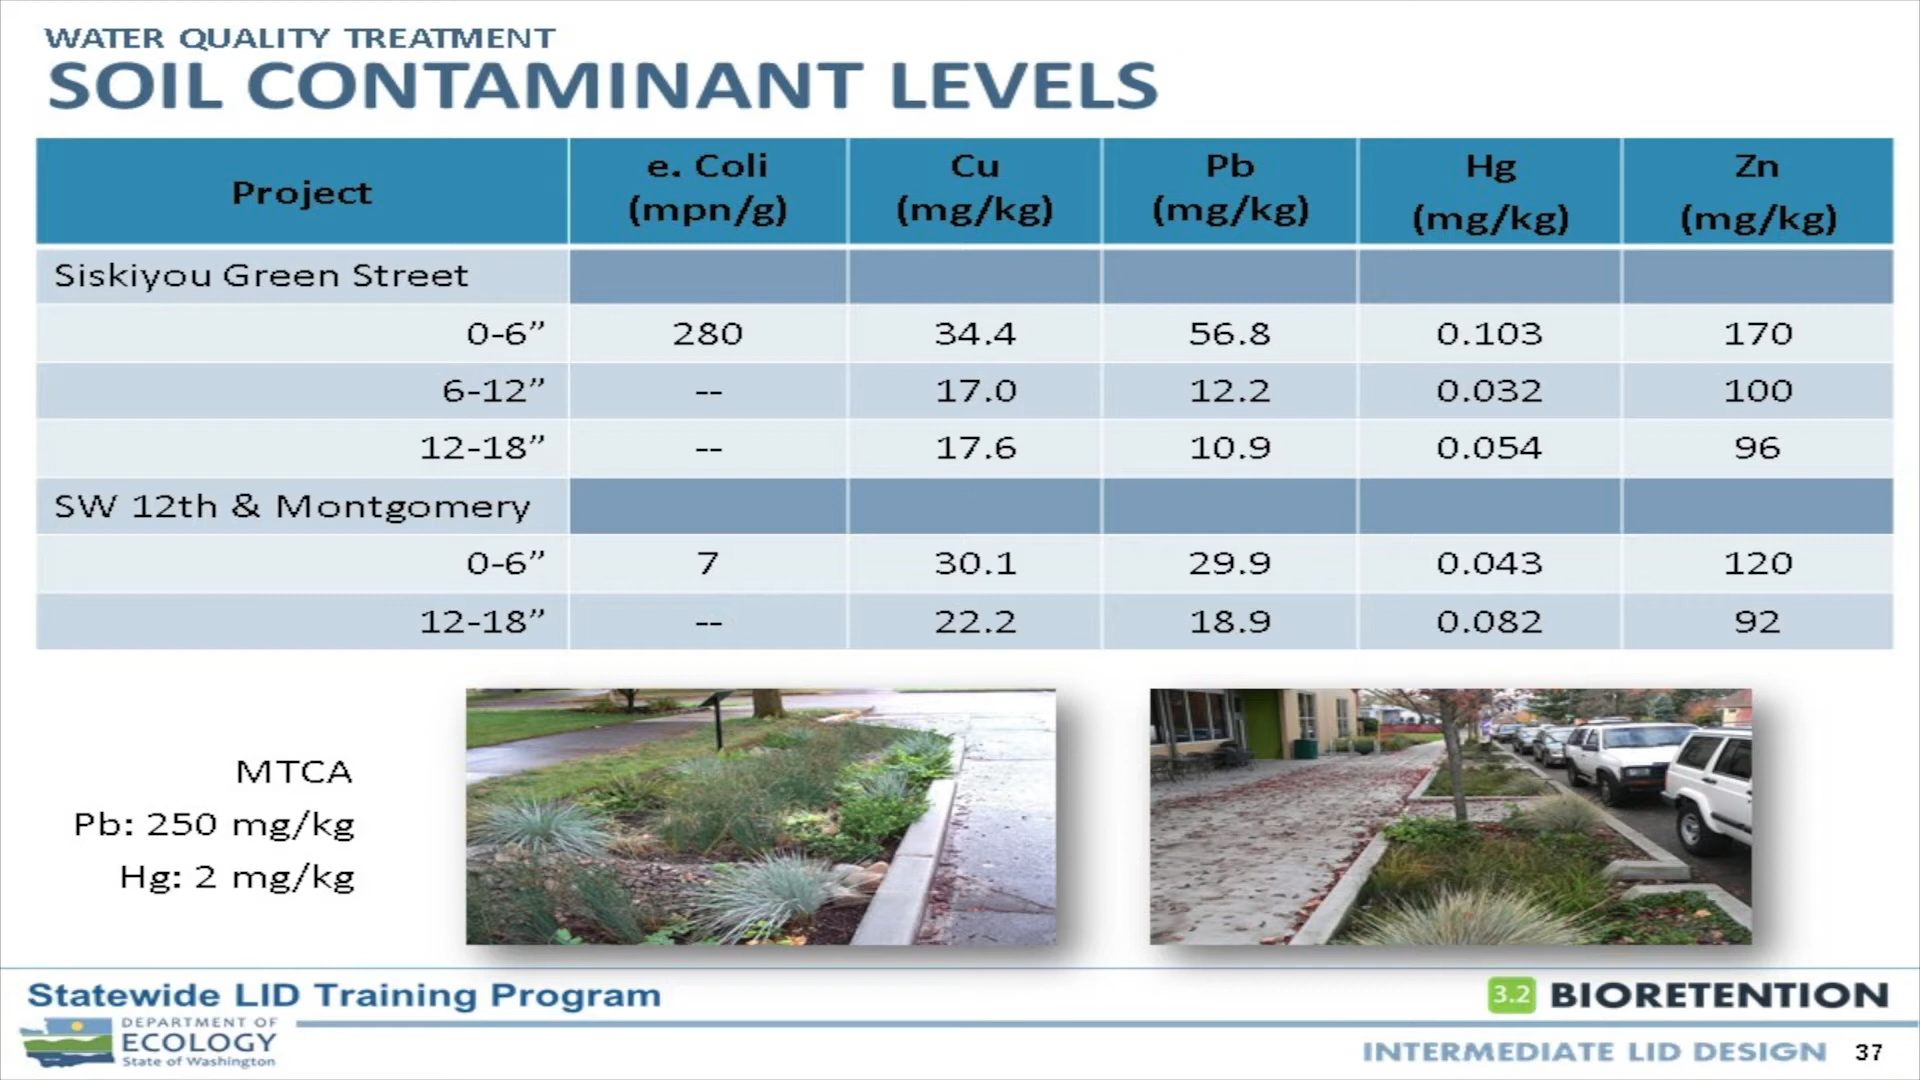 WATER QUALITY TREATMENT
SOIL CONTAMINANT LEVELS
Project e. Coli (mpn/g) Cu (mg/kg) Pb (mg/kg) Hg (mg/kg) Zn (mg/kg)
Siskiyou Green Street
0-6” 280 34.4 56.8 0.103 170
6-12” -- 17.0 12.2 0.032 100
12-18” -- 17.6 10.9 0.054 96
SW 12th & Montgomery
0-6” 7 30.1 29.9 0.043 120
12-18” -- 22.2 18.9 0.082 92
MTCA
Pb: 250 mg/kg
Hg: 2 mg/kg
Statewide LID Training Program
DEPARTMENT OF
ECOLOGY
State of Washington
3.2 BIORETENTION
INTERMEDIATE LID DESIGN 37